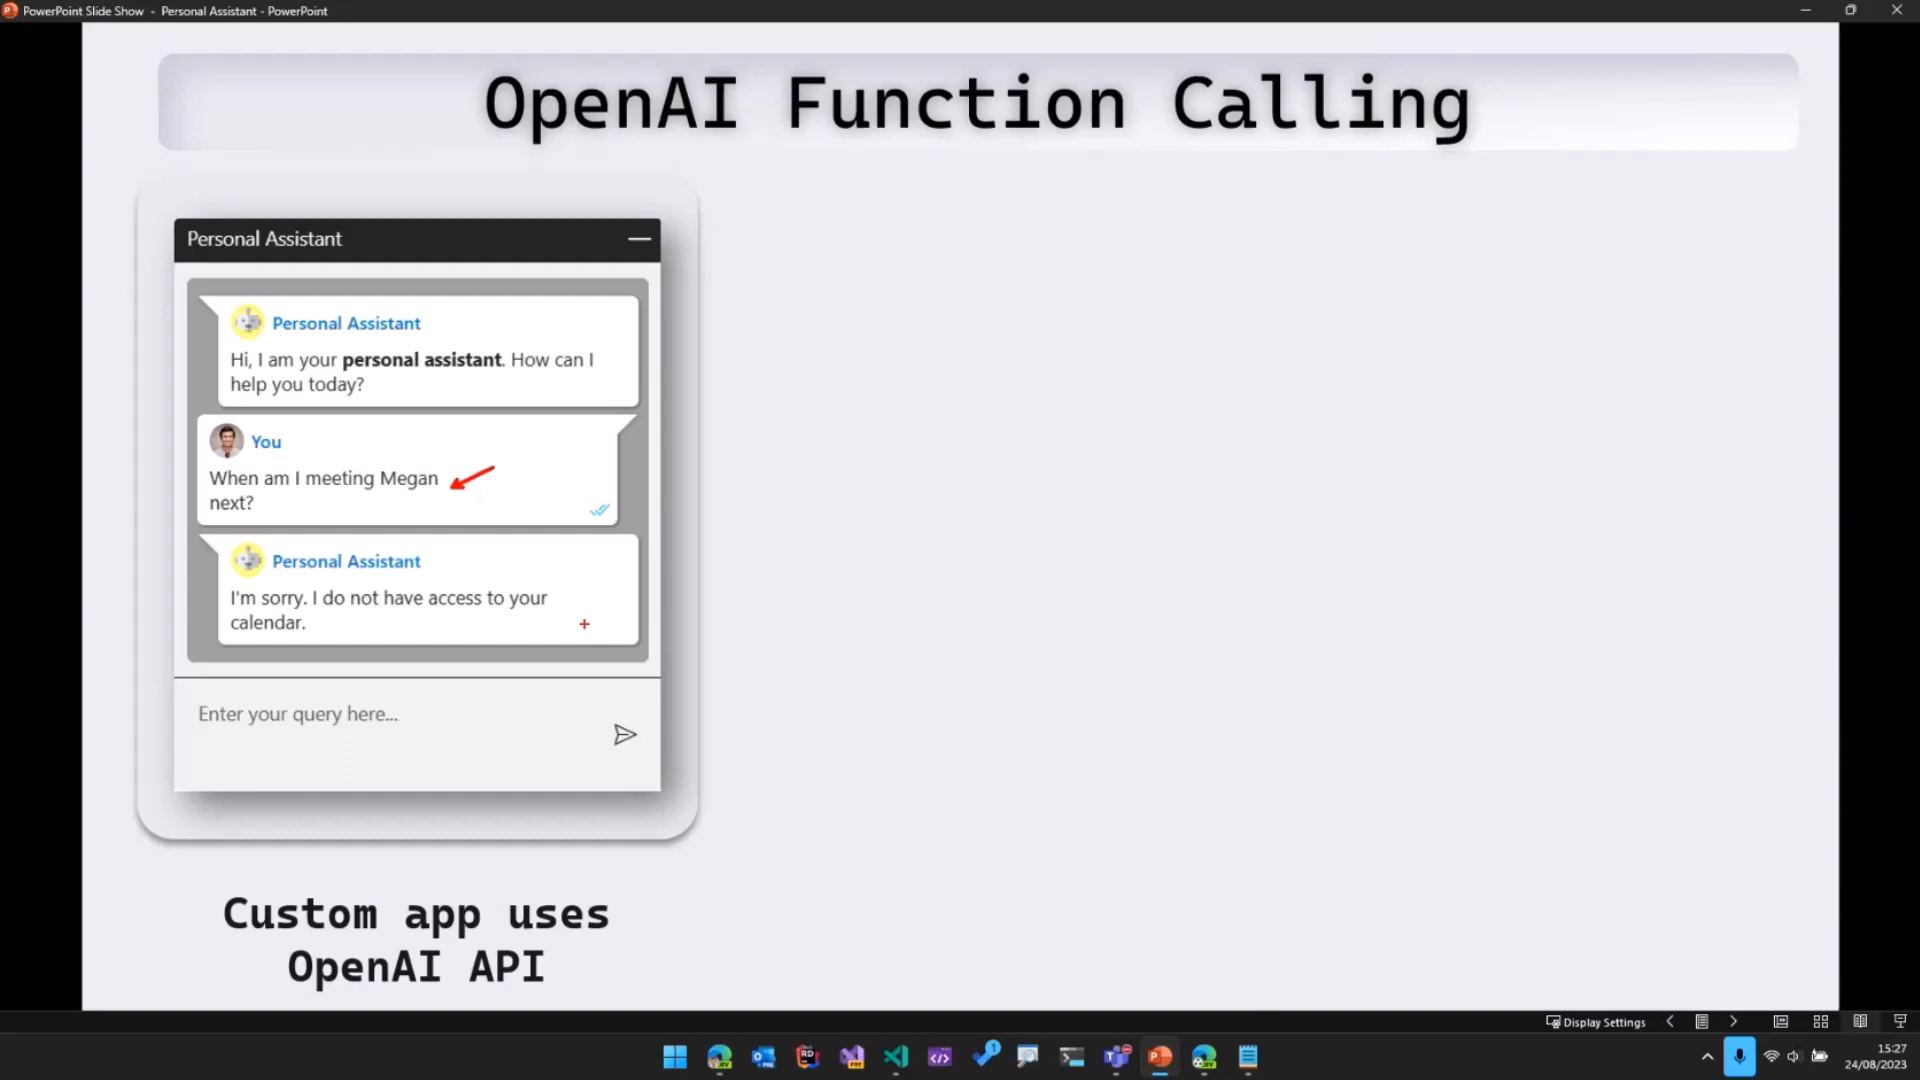 PowerPoint Slide Show - Personal Assistant - PowerPoint
OpenAI Function Calling
Personal Assistant
Personal Assistant
Hi, I am your personal assistant. How can I
help you today?
You
When am I meeting Megan
next?
Personal Assistant
I'm sorry. I do not have access to your
calendar.
Enter your query here...
Custom app uses
OpenAI API
Display Settings
15:27
24/08/2023